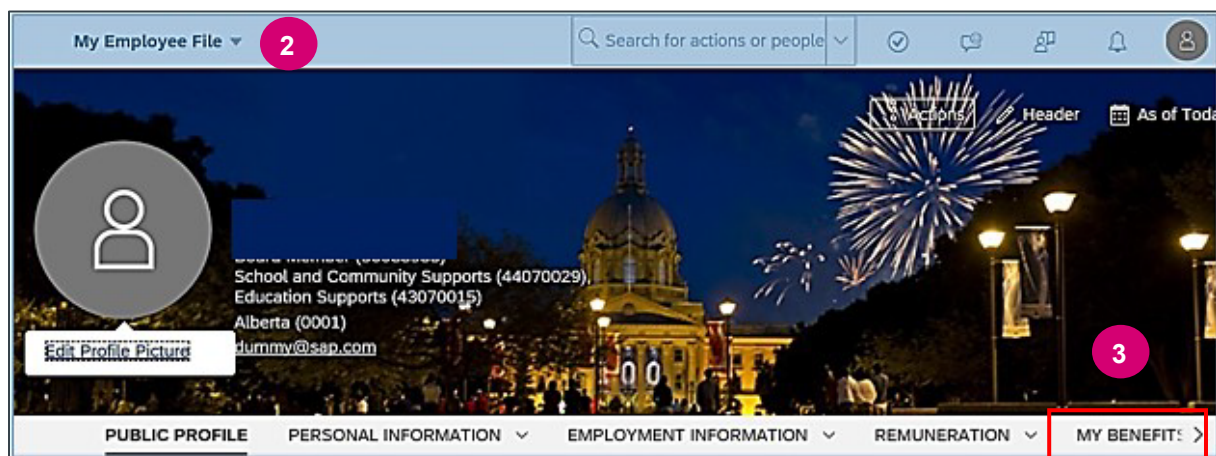 My Employee File
2
Search for actions or people
Actions
Header
As of Toda
Board Member
School and Community Supports (44070029),
Education Supports (43070015)
Alberta (0001)
dummy@sap.com
Edit Profile Picture
3
PUBLIC PROFILE
PERSONAL INFORMATION
EMPLOYMENT INFORMATION
REMUNERATION
MY BENEFITS